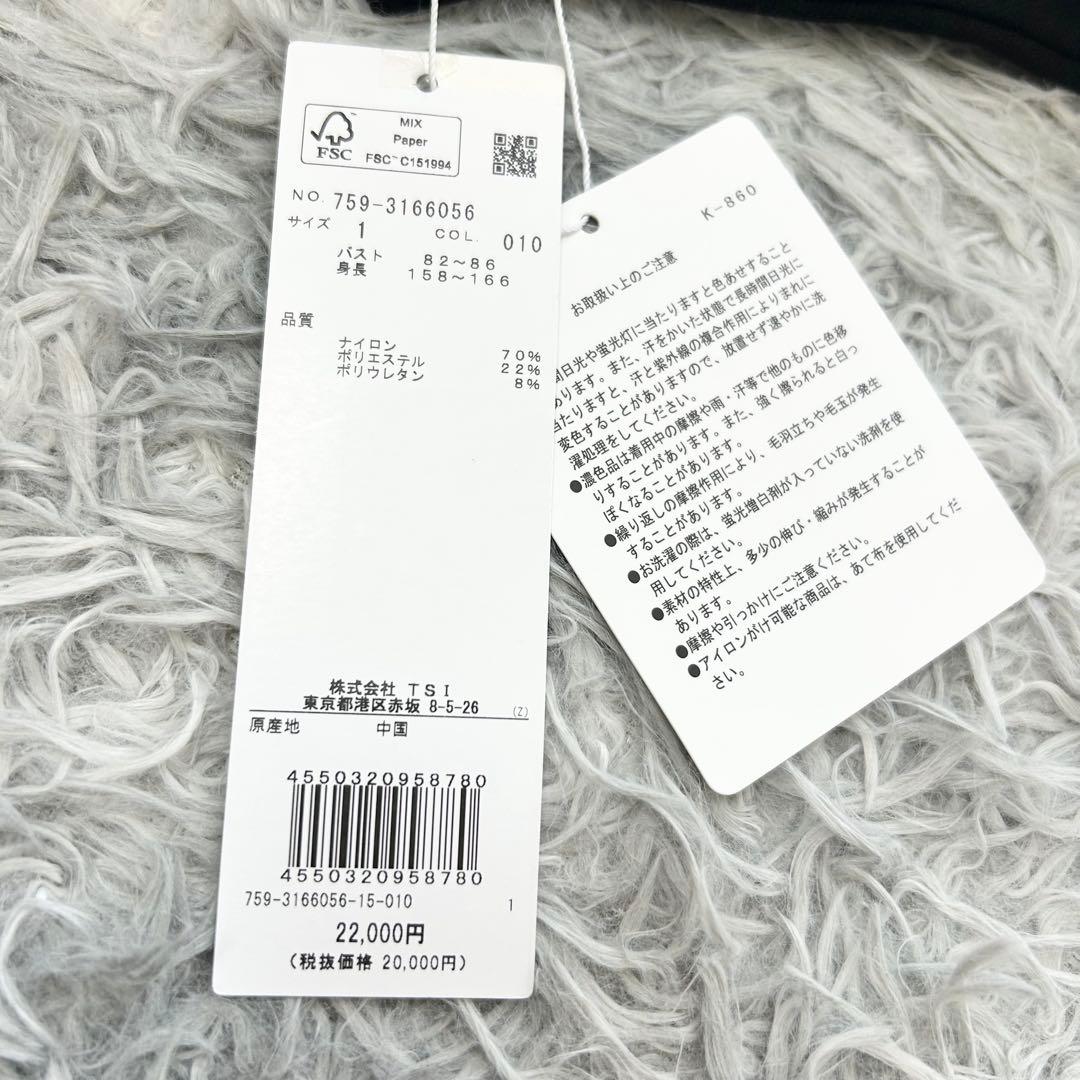 MIX
Paper
FSC™ C151994
FSC
NO. 759-3166056
サイズ 1 COL. 010
バスト 82～86
身長 158～166
品質
ナイロン 70%
ポリエステル 22%
ポリウレタン 8%
株式会社 TSI
東京都港区赤坂 8-5-26 (Z)
原産地 中国
4550320958780
4550320958780
759-3166056-15-010 1
22,000円
(税抜価格 20,000円)
K-860
お取扱い上のご注意
間日光や蛍光灯に当たりますと色あせすること
あります。また、汗をかいた状態で長時間日光に
当たりますと、汗と紫外線の複合作用によりまれに
変色することがありますので、放置せず速やかに洗
濯処理をしてください。
●濃色品は着用中の摩擦や雨・汗等で他のものに色移
りすることがあります。また、強く擦られると白っ
ぽくなることがあります。
●繰り返しの摩擦作用により、毛羽立ちや毛玉が発生
することがあります。
●お洗濯の際は、蛍光増白剤が入っていない洗剤を使
用してください。
●素材の特性上、多少の伸び・縮みが発生することが
あります。
●摩擦や引っかけにご注意ください。
●アイロンがけ可能な商品は、あて布を使用してくだ
さい。